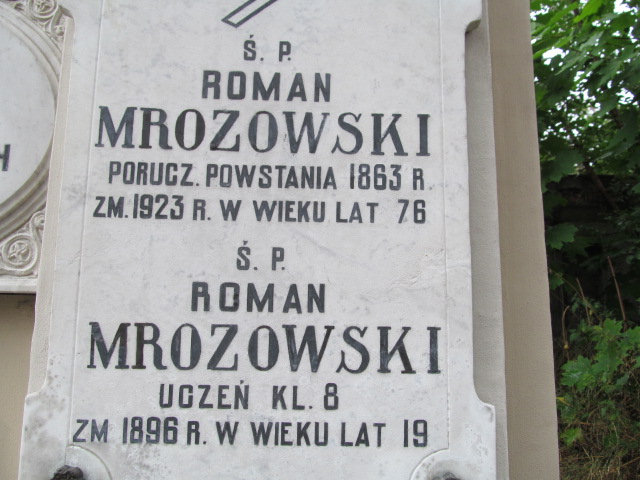 Ś. P.
ROMAN
MROZOWSKI
PORUCZ. POWSTANIA 1863 R.
ZM. 1923 R. W WIEKU LAT 76
Ś. P.
ROMAN
MROZOWSKI
UCZEŃ KL. 8
ZM 1896 R. W WIEKU LAT 19